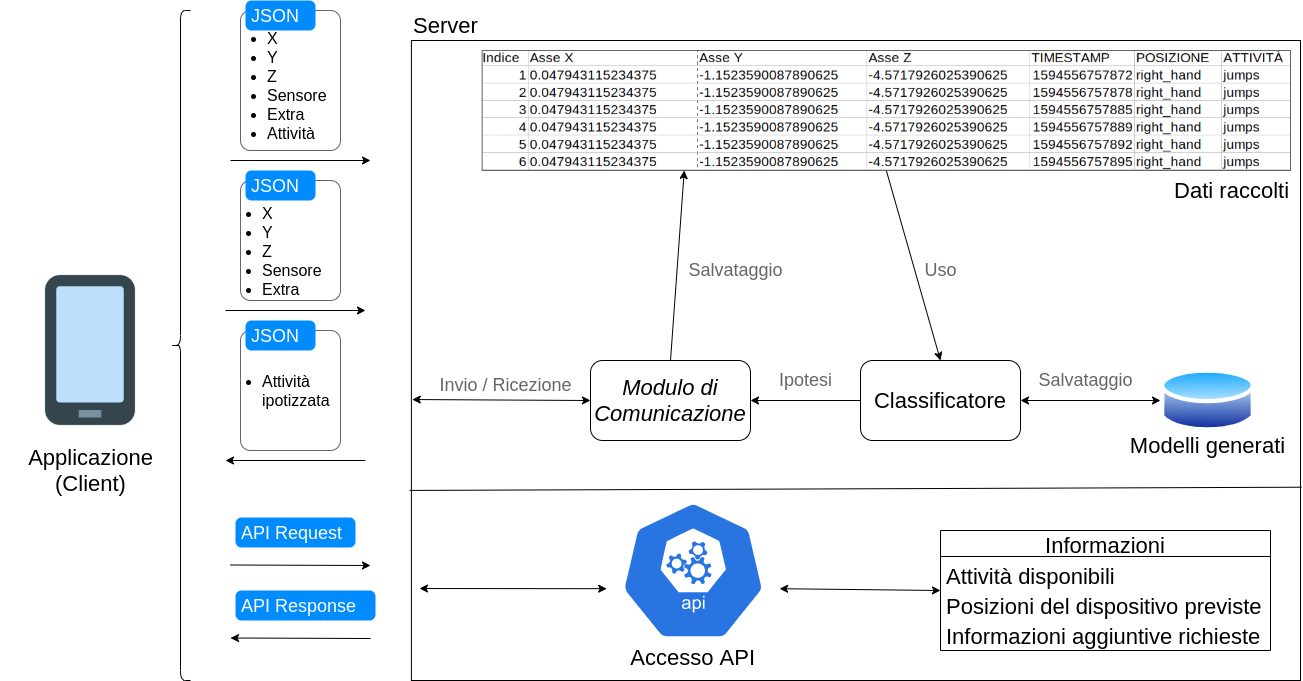 JSON
X
Y
Z
Sensore
Extra
Attività
JSON
X
Y
Z
Sensore
Extra
JSON
Attività
ipotizzata
Applicazione
(Client)
API Request
API Response
Server
Indice Asse X Asse Y Asse Z TIMESTAMP POSIZIONE ATTIVITÀ
1 0.047943115234375 -1.1523590087890625 -4.5717926025390625 1594556757872 right_hand jumps
2 0.047943115234375 -1.1523590087890625 -4.5717926025390625 1594556757878 right_hand jumps
3 0.047943115234375 -1.1523590087890625 -4.5717926025390625 1594556757885 right_hand jumps
4 0.047943115234375 -1.1523590087890625 -4.5717926025390625 1594556757889 right_hand jumps
5 0.047943115234375 -1.1523590087890625 -4.5717926025390625 1594556757892 right_hand jumps
6 0.047943115234375 -1.1523590087890625 -4.5717926025390625 1594556757895 right_hand jumps
Dati raccolti
Salvataggio
Uso
Invio / Ricezione
Modulo di
Comunicazione
Ipotesi
Classificatore
Salvataggio
Modelli generati
api
Accesso API
Informazioni
Attività disponibili
Posizioni del dispositivo previste
Informazioni aggiuntive richieste